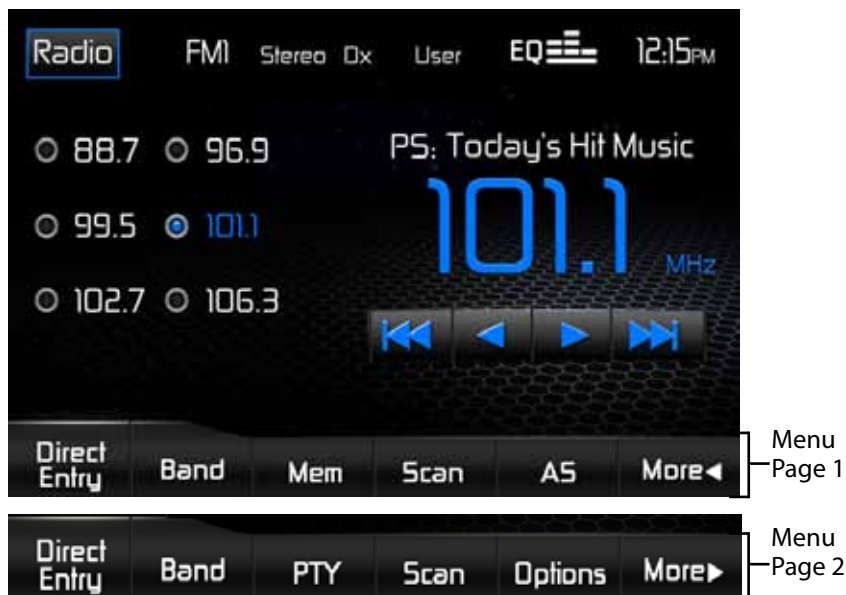 Radio FM1 Stereo Dx User EQ 12:15PM
88.7 96.9
PS: Today's Hit Music
99.5 101.1
101.1 MHz
102.7 106.3
Direct Entry Band Mem Scan AS More
Menu Page 1
Direct Entry Band PTY Scan Options More
Menu Page 2